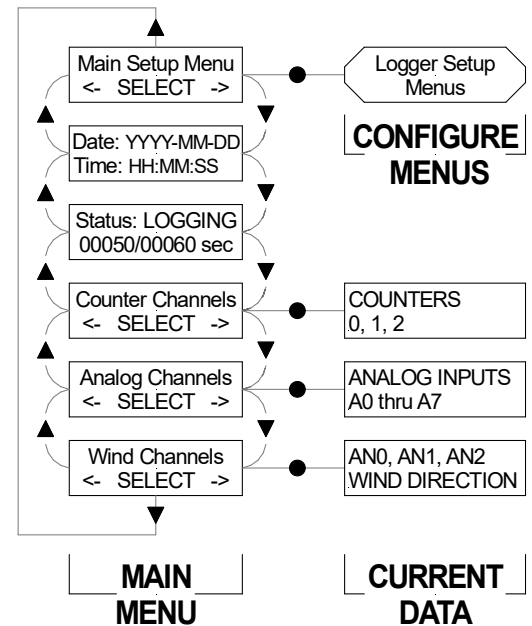 Main Setup Menu
<- SELECT ->
Logger Setup
Menus
CONFIGURE
MENUS
Date: YYYY-MM-DD
Time: HH:MM:SS
Status: LOGGING
00050/00060 sec
Counter Channels
<- SELECT ->
COUNTERS
0, 1, 2
Analog Channels
<- SELECT ->
ANALOG INPUTS
A0 thru A7
Wind Channels
<- SELECT ->
AN0, AN1, AN2
WIND DIRECTION
MAIN
MENU
CURRENT
DATA